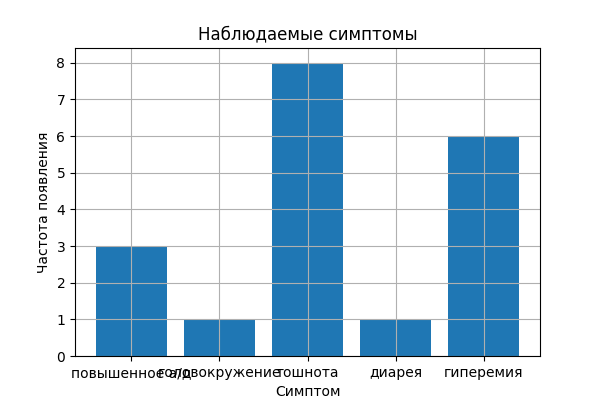 Наблюдаемые симптомы
Частота появления
8
7
6
5
4
3
2
1
0
повышенное а/д головокружение тошнота диарея гиперемия
Симптом